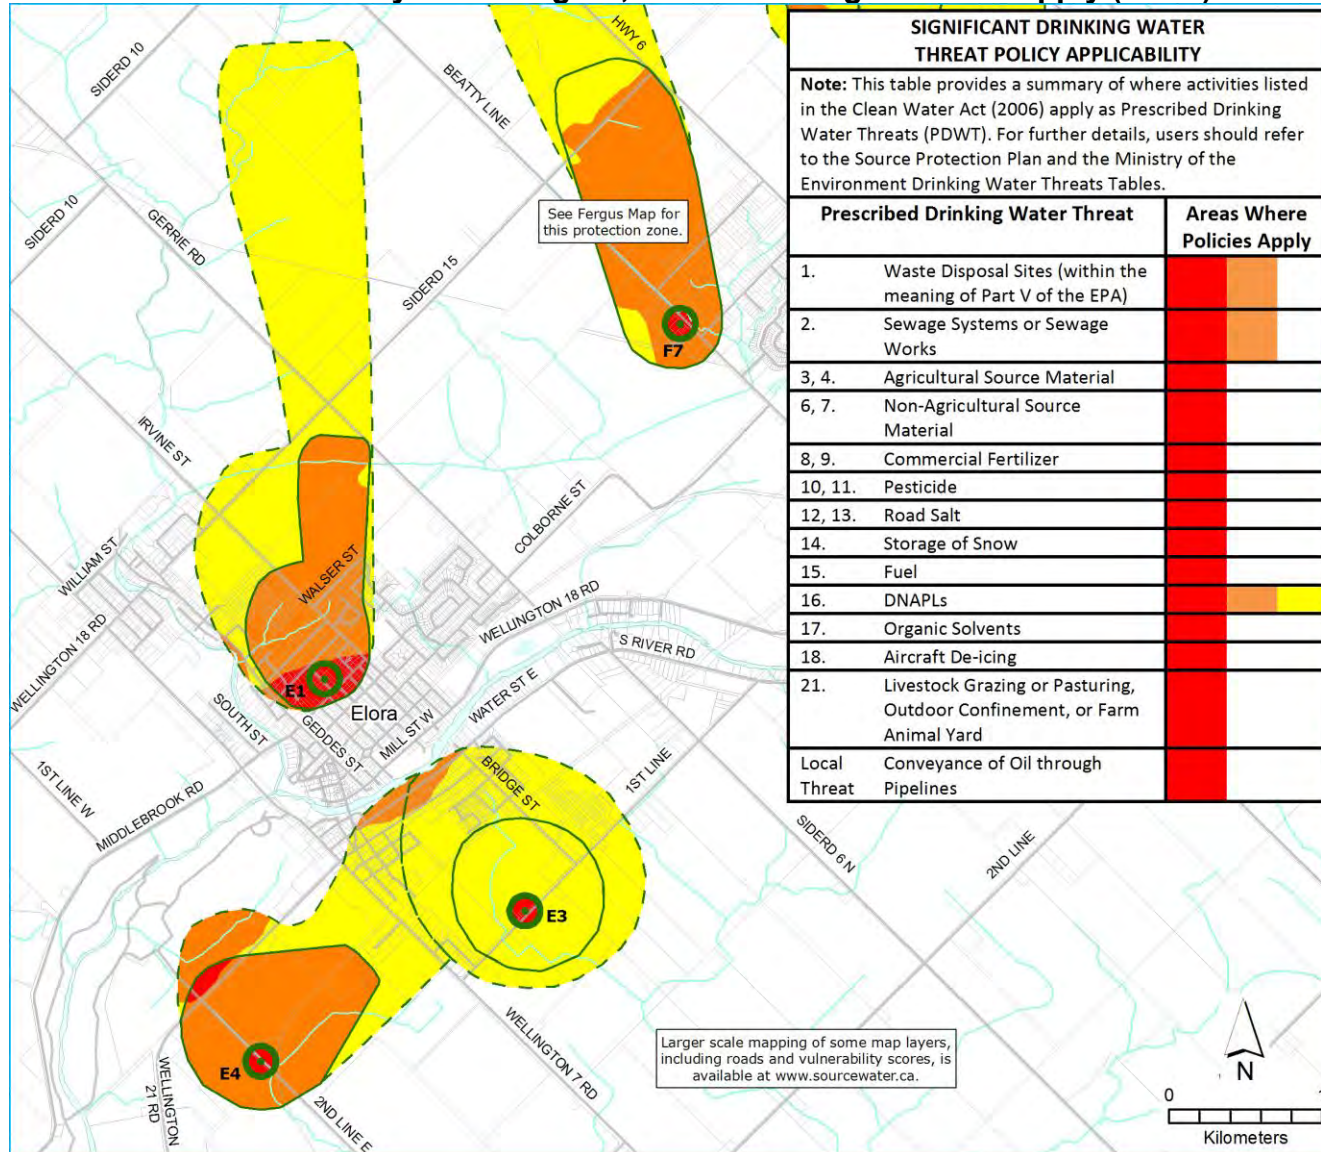 SIGNIFICANT DRINKING WATER
THREAT POLICY APPLICABILITY
Note: This table provides a summary of where activities listed
in the Clean Water Act (2006) apply as Prescribed Drinking
Water Threats (PDWT). For further details, users should refer
to the Source Protection Plan and the Ministry of the
Environment Drinking Water Threats Tables.
Prescribed Drinking Water Threat
Areas Where
Policies Apply
1. Waste Disposal Sites (within the
meaning of Part V of the EPA)
2. Sewage Systems or Sewage
Works
3, 4. Agricultural Source Material
6, 7. Non-Agricultural Source
Material
8, 9. Commercial Fertilizer
10, 11. Pesticide
12, 13. Road Salt
14. Storage of Snow
15. Fuel
16. DNAPLs
17. Organic Solvents
18. Aircraft De-icing
21. Livestock Grazing or Pasturing,
Outdoor Confinement, or Farm
Animal Yard
Local Conveyance of Oil through
Threat Pipelines
SIDERD 10
HWY 6
BEATTY LINE
SIDERD 10
GERRIE RD
See Fergus Map for
this protection zone.
SIDERD 15
F7
IRVINE ST
COLBORNE ST
WILLIAM ST
WALSER ST
WELLINGTON 18 RD
WELLINGTON 18 RD
S RIVER RD
E1
Elora
WATER ST E
SOUTH ST
GEDDES ST
MILL ST W
1ST LINE W
MIDDLEBROOK RD
BRIDGE ST
1ST LINE
SIDERD 6 N
2ND LINE
E3
E4
WELLINGTON
21 RD
2ND LINE E
WELLINGTON 7 RD
Larger scale mapping of some map layers,
including roads and vulnerability scores, is
available at www.sourcewater.ca.
N
0 1
Kilometers